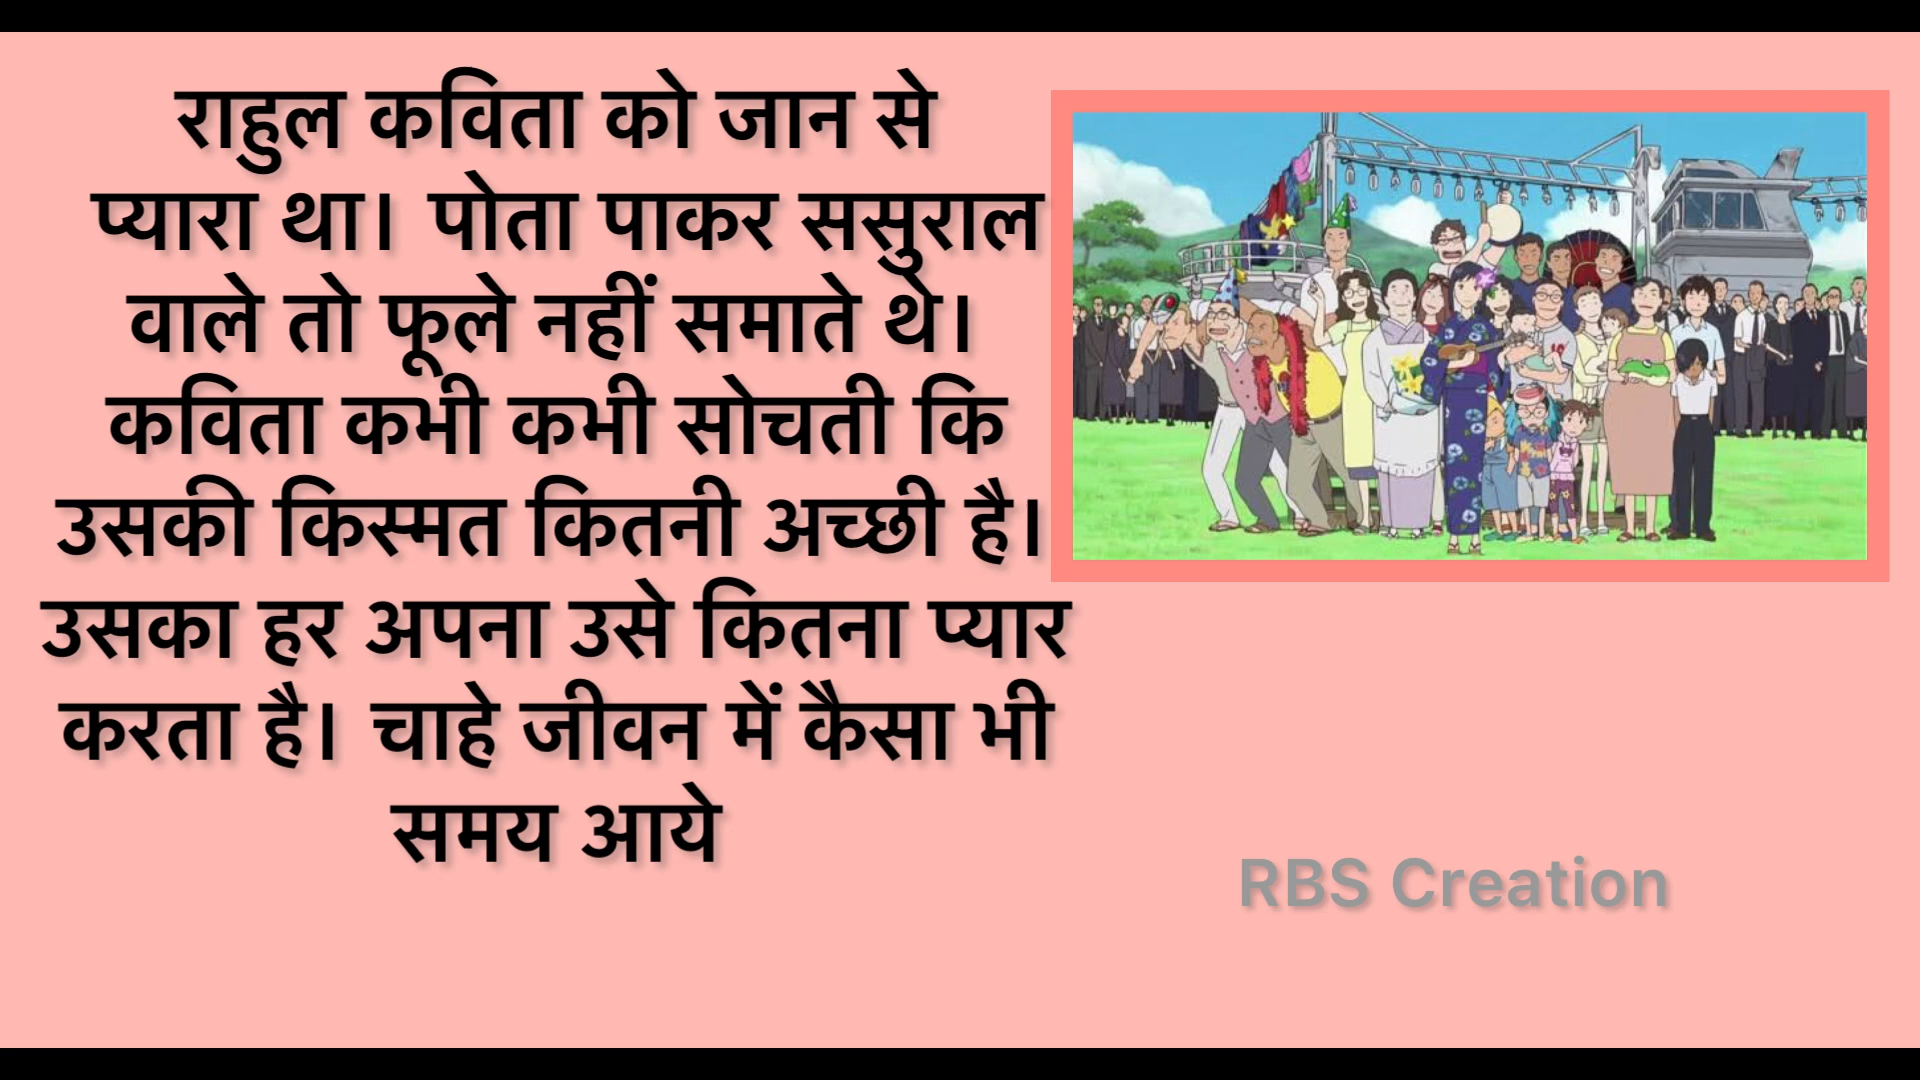 राहुल कविता को जान से
प्यारा था। पोता पाकर ससुराल
वाले तो फूले नहीं समाते थे।
कविता कभी कभी सोचती कि
उसकी किस्मत कितनी अच्छी है।
उसका हर अपना उसे कितना प्यार
करता है। चाहे जीवन में कैसा भी
समय आये
RBS Creation